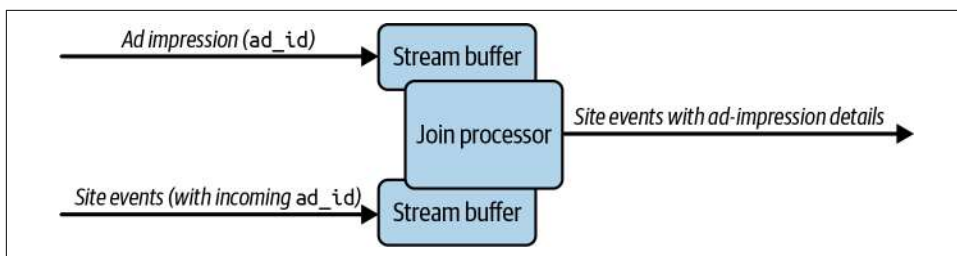 Ad impression (ad_id)
Stream buffer
Join processor
Site events with ad-impression details
Site events (with incoming ad_id)
Stream buffer